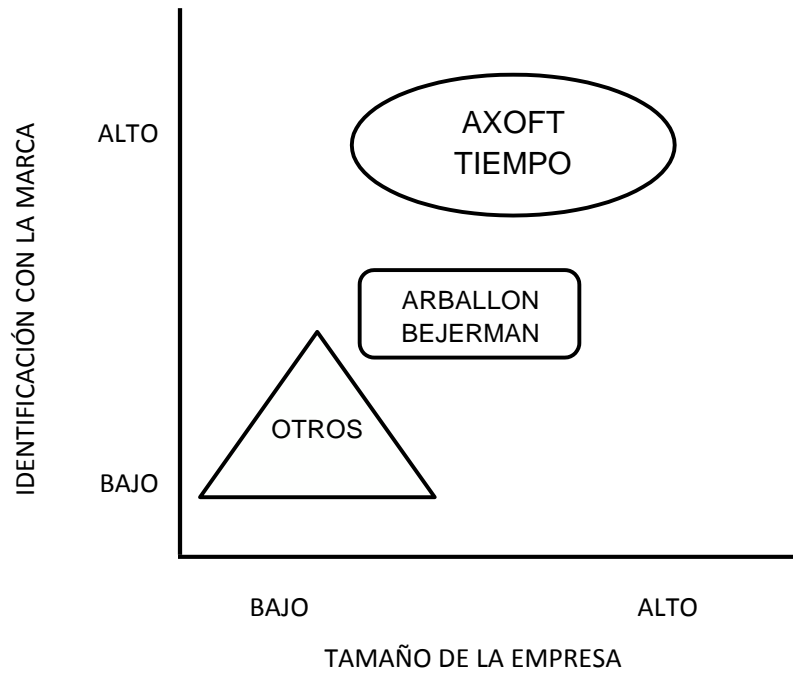 IDENTIFICACIÓN CON LA MARCA
ALTO
AXOFT
TIEMPO
ARBALLON
BEJERMAN
OTROS
BAJO
BAJO
ALTO
TAMAÑO DE LA EMPRESA